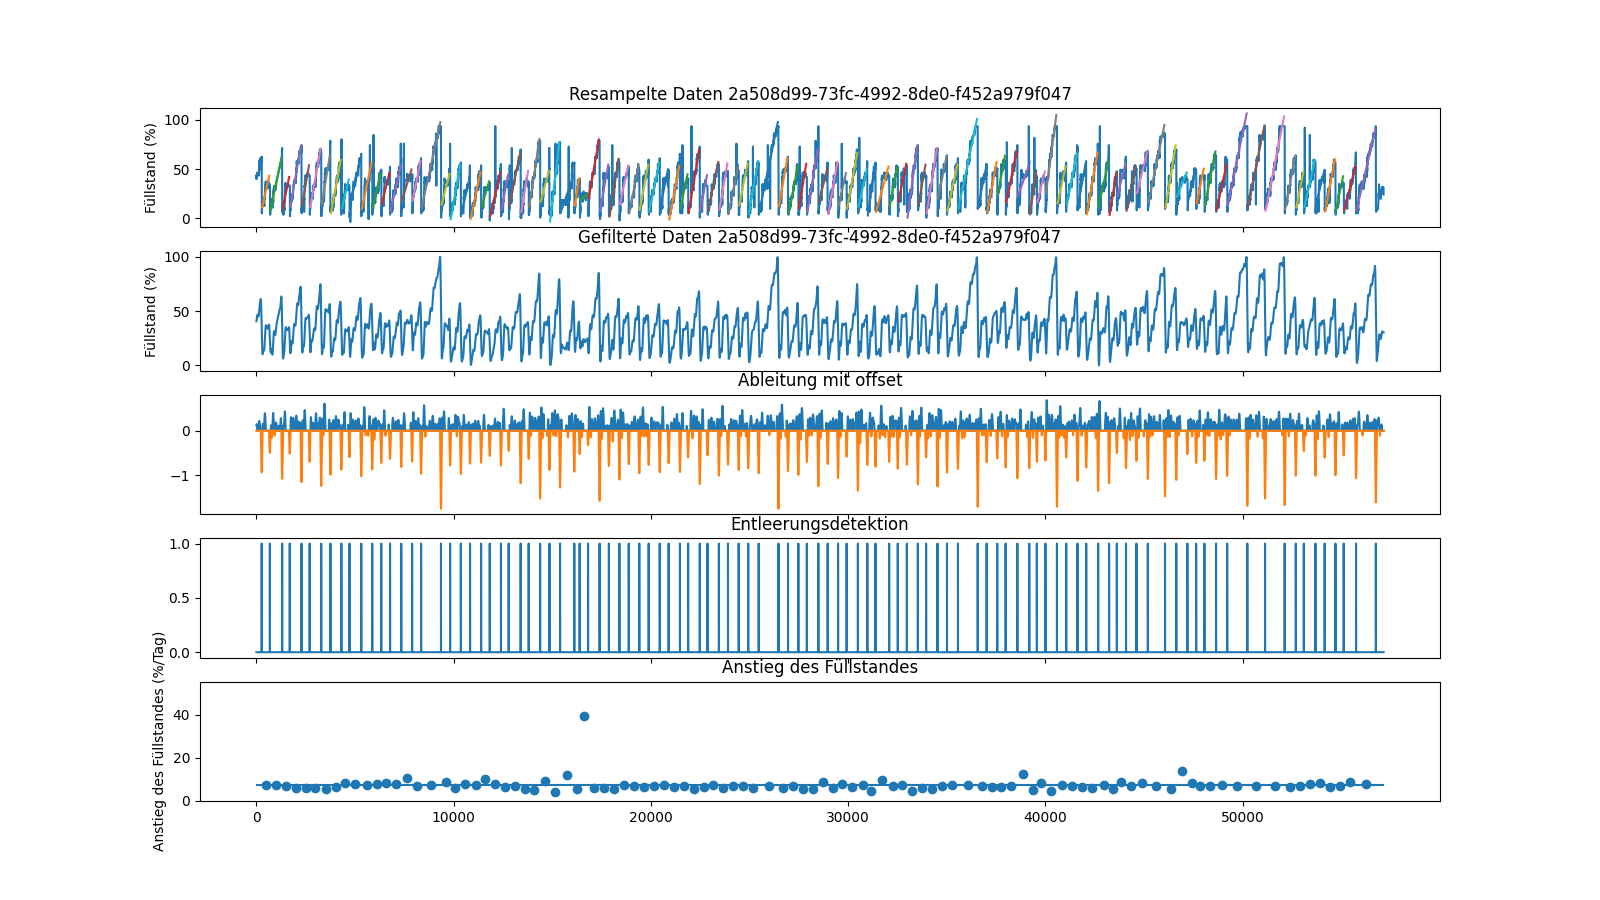 Resampelte Daten 2a508d99-73fc-4992-8de0-f452a979f047
Füllstand (%)
100
50
0
Gefilterte Daten 2a508d99-73fc-4992-8de0-f452a979f047
Füllstand (%)
100
50
0
Ableitung mit offset
0
−1
Entleerungsdetektion
1.0
0.5
0.0
Anstieg des Füllstandes
Anstieg des Füllstandes (%/Tag)
40
20
0
0 10000 20000 30000 40000 50000